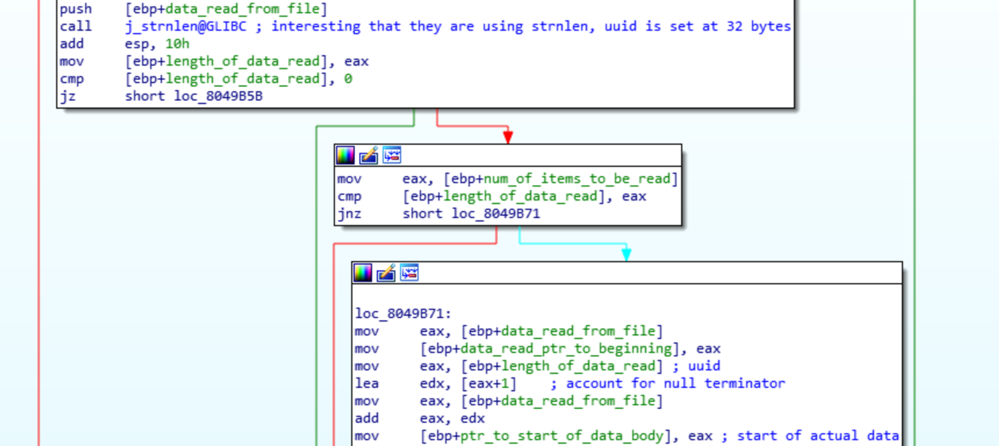 push [ebp+data_read_from_file]
call j_strnlen@GLIBC ; interesting that they are using strnlen, uuid is set at 32 bytes
add esp, 10h
mov [ebp+length_of_data_read], eax
cmp [ebp+length_of_data_read], 0
jz short loc_8049B5B
mov eax, [ebp+num_of_items_to_be_read]
cmp [ebp+length_of_data_read], eax
jnz short loc_8049B71
loc_8049B71:
mov eax, [ebp+data_read_from_file]
mov [ebp+data_read_ptr_to_beginning], eax
mov eax, [ebp+length_of_data_read] ; uuid
lea edx, [eax+1] ; account for null terminator
mov eax, [ebp+data_read_from_file]
add eax, edx
mov [ebp+ptr_to_start_of_data_body], eax ; start of actual data